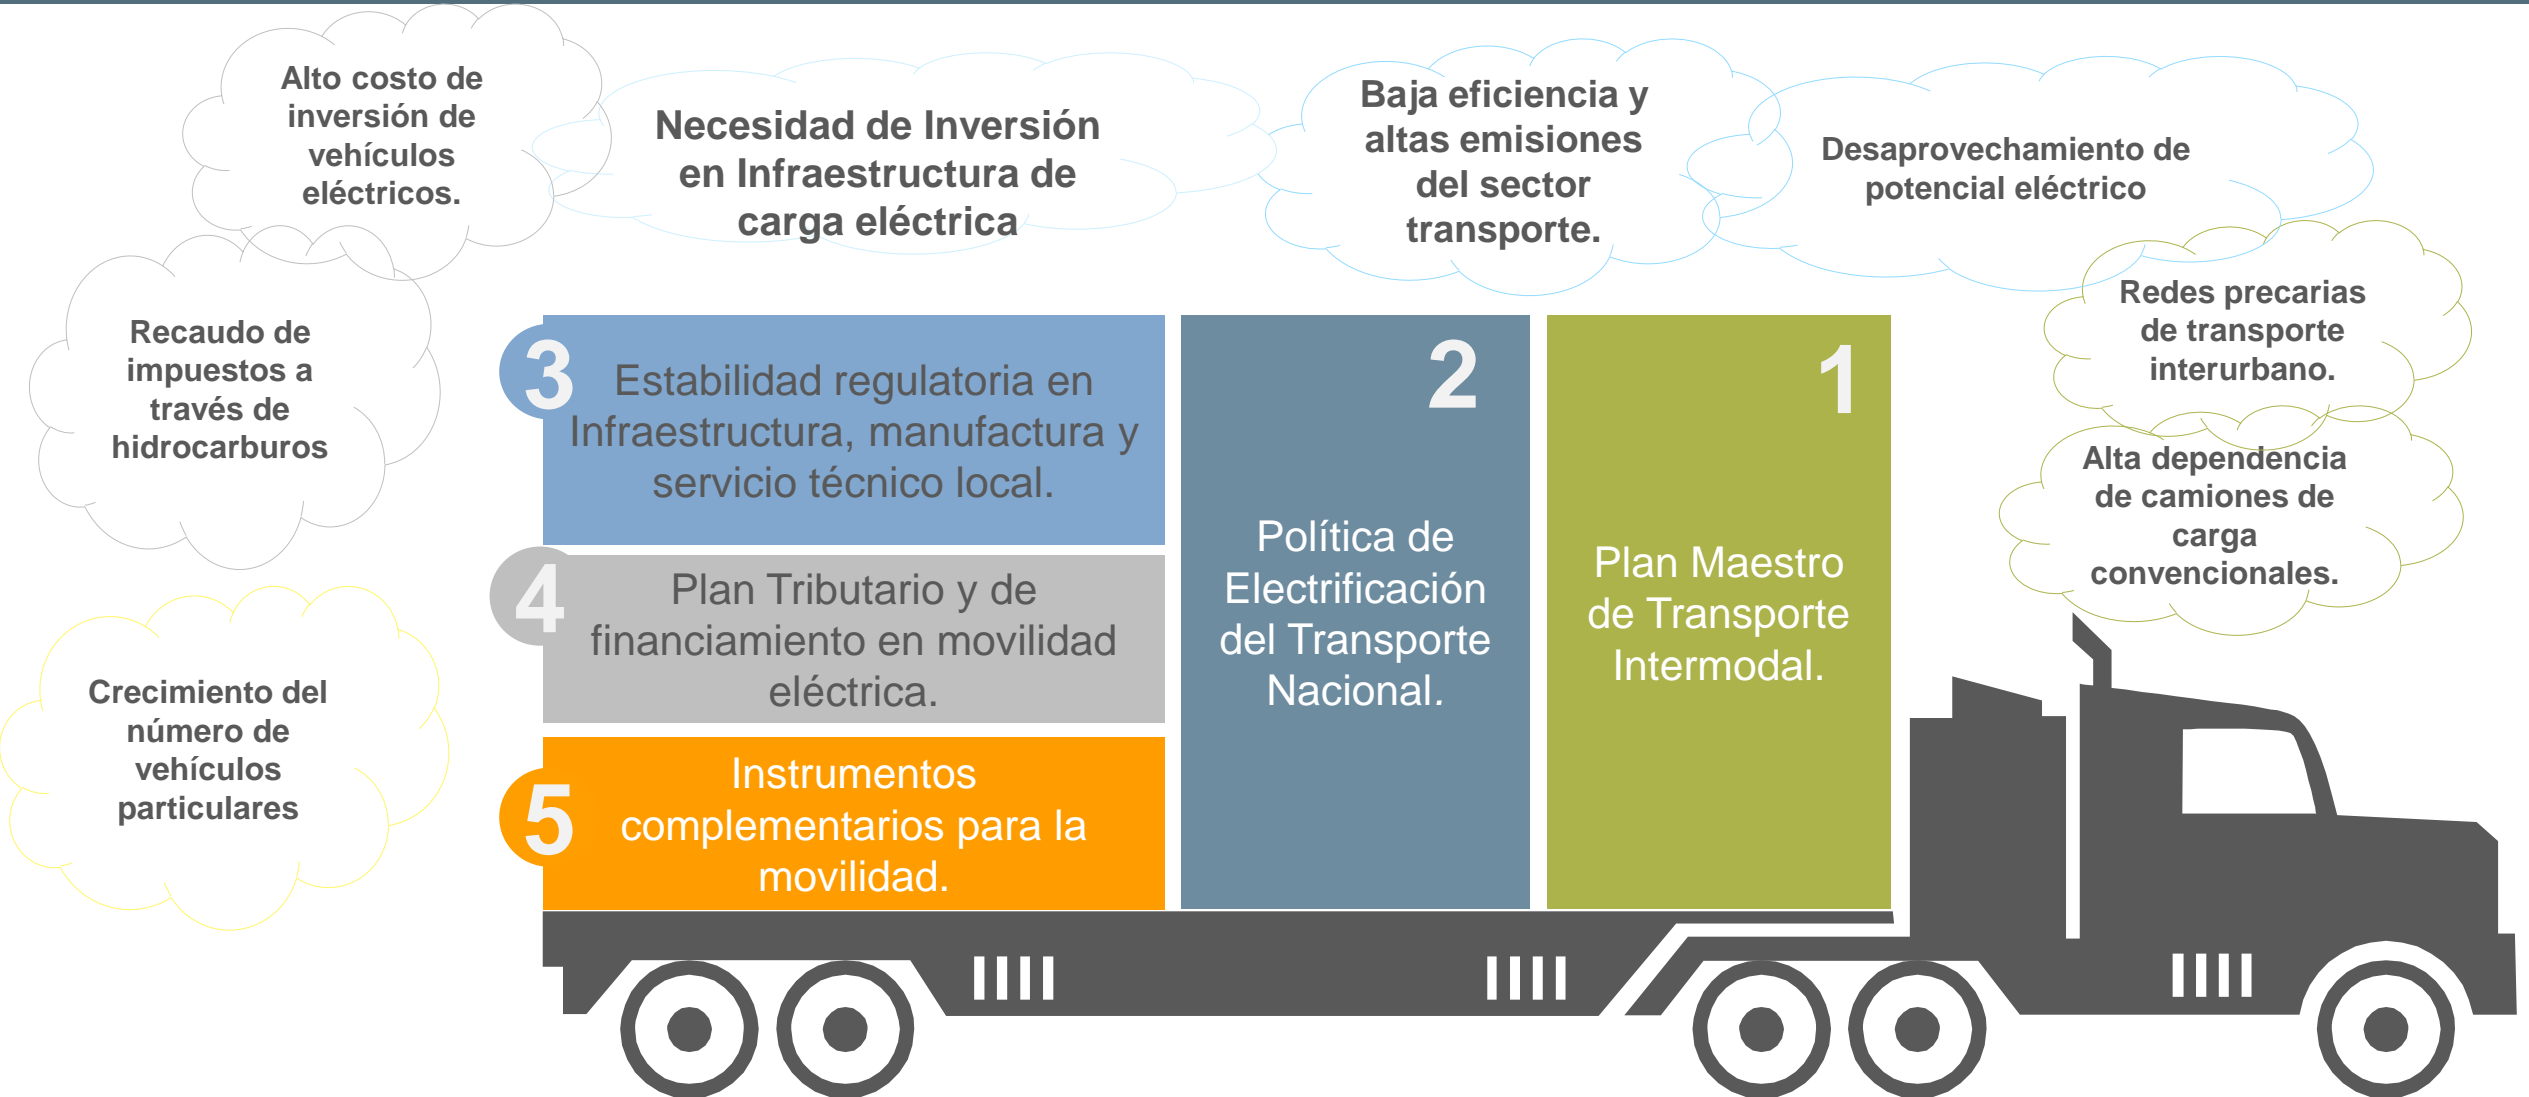 Alto costo de
inversión de
vehículos
eléctricos.
Necesidad de Inversión
en Infraestructura de
carga eléctrica
Baja eficiencia y
altas emisiones
del sector
transporte.
Desaprovechamiento de
potencial eléctrico
Redes precarias
de transporte
interurbano.
Alta dependencia
de camiones de
carga
convencionales.
Recaudo de
impuestos a
través de
hidrocarburos
Crecimiento del
número de
vehículos
particulares
3
Estabilidad regulatoria en
Infraestructura, manufactura y
servicio técnico local.
4
Plan Tributario y de
financiamiento en movilidad
eléctrica.
5
Instrumentos
complementarios para la
movilidad.
2
Política de
Electrificación
del Transporte
Nacional.
1
Plan Maestro
de Transporte
Intermodal.